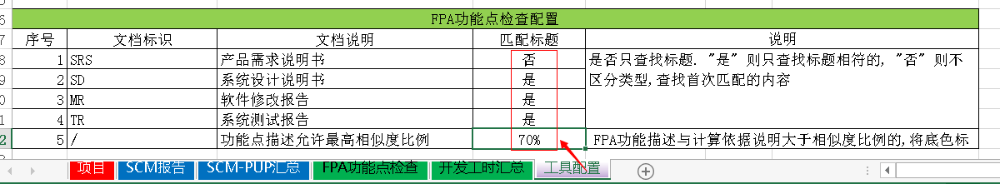 FPA功能点检查配置
序号 文档标识 文档说明 匹配标题 说明
1 SRS 产品需求说明书 否 是否只查找标题. "是" 则只查找标题相符的, "否" 则不
2 SD 系统设计说明书 是 区分类型,查找首次匹配的内容
3 MR 软件修改报告 是
4 TR 系统测试报告 是
5 / 功能点描述允许最高相似度比例 70% FPA功能描述与计算依据说明大于相似度比例的,将底色标
项目 SCM报告 SCM-PUP汇总 FPA功能点检查 开发工时汇总 工具配置